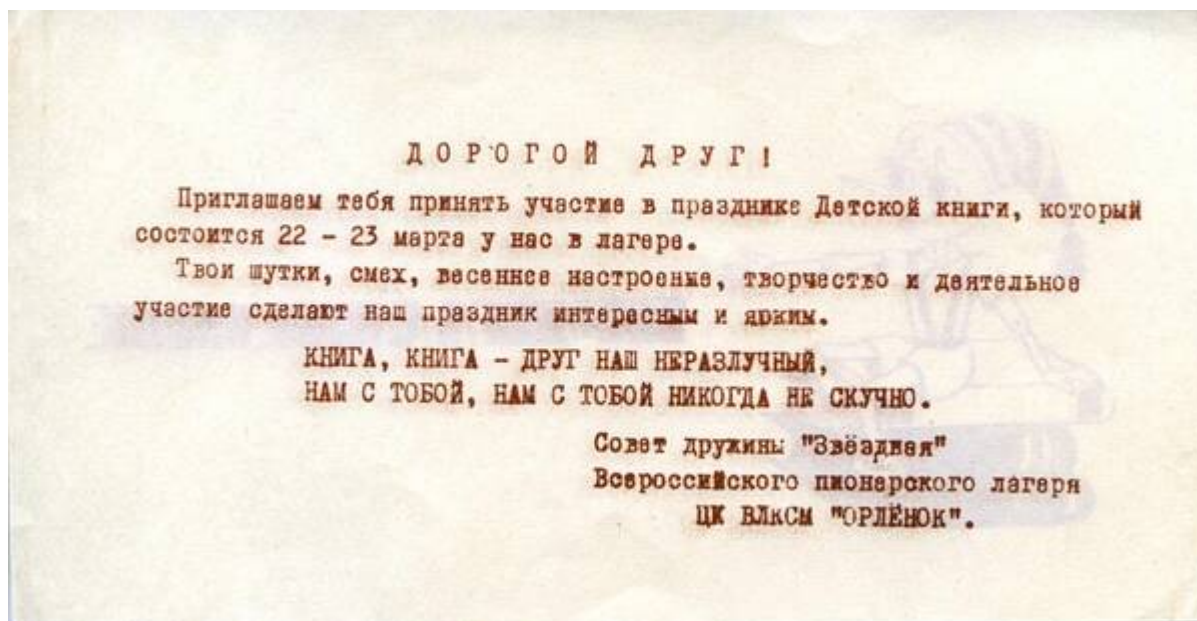 ДОРОГОЙ ДРУГ!
Приглашаем тебя принять участие в празднике Детской книги, который
состоится 22 - 23 марта у нас в лагере.
Твои шутки, смех, весеннее настроение, творчество и деятельное
участие сделают наш праздник интересным и ярким.
КНИГА, КНИГА - ДРУГ НАШ НЕРАЗЛУЧНЫЙ,
НАМ С ТОБОЙ, НАМ С ТОБОЙ НИКОГДА НЕ СКУЧНО.
Совет дружины "Звёздная"
Всероссийского пионерского лагеря
ЦК ВЛКСМ "ОРЛЁНОК".